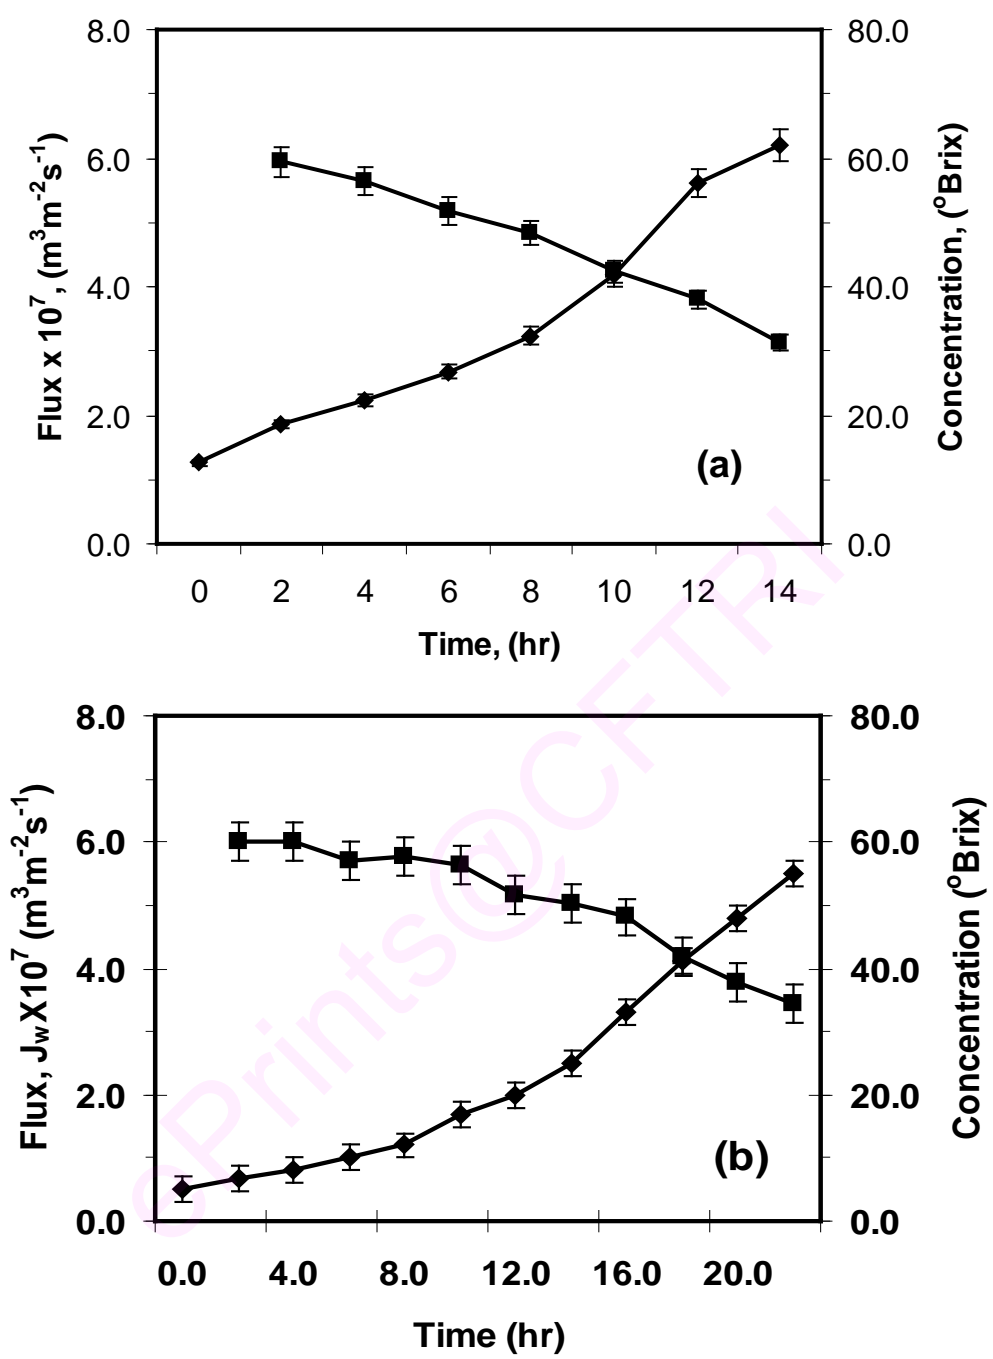 8.0
80.0
6.0
60.0
4.0
40.0
2.0
20.0
0.0
0.0
Flux x 10⁷, (m³m⁻²s⁻¹)
Concentration, (°Brix)
(a)
0 2 4 6 8 10 12 14
Time, (hr)
8.0
80.0
6.0
60.0
4.0
40.0
2.0
20.0
0.0
0.0
Flux, JwX10⁷ (m³m⁻²s⁻¹)
Concentration (°Brix)
(b)
0.0 4.0 8.0 12.0 16.0 20.0
Time (hr)
ePrints@CFTRI